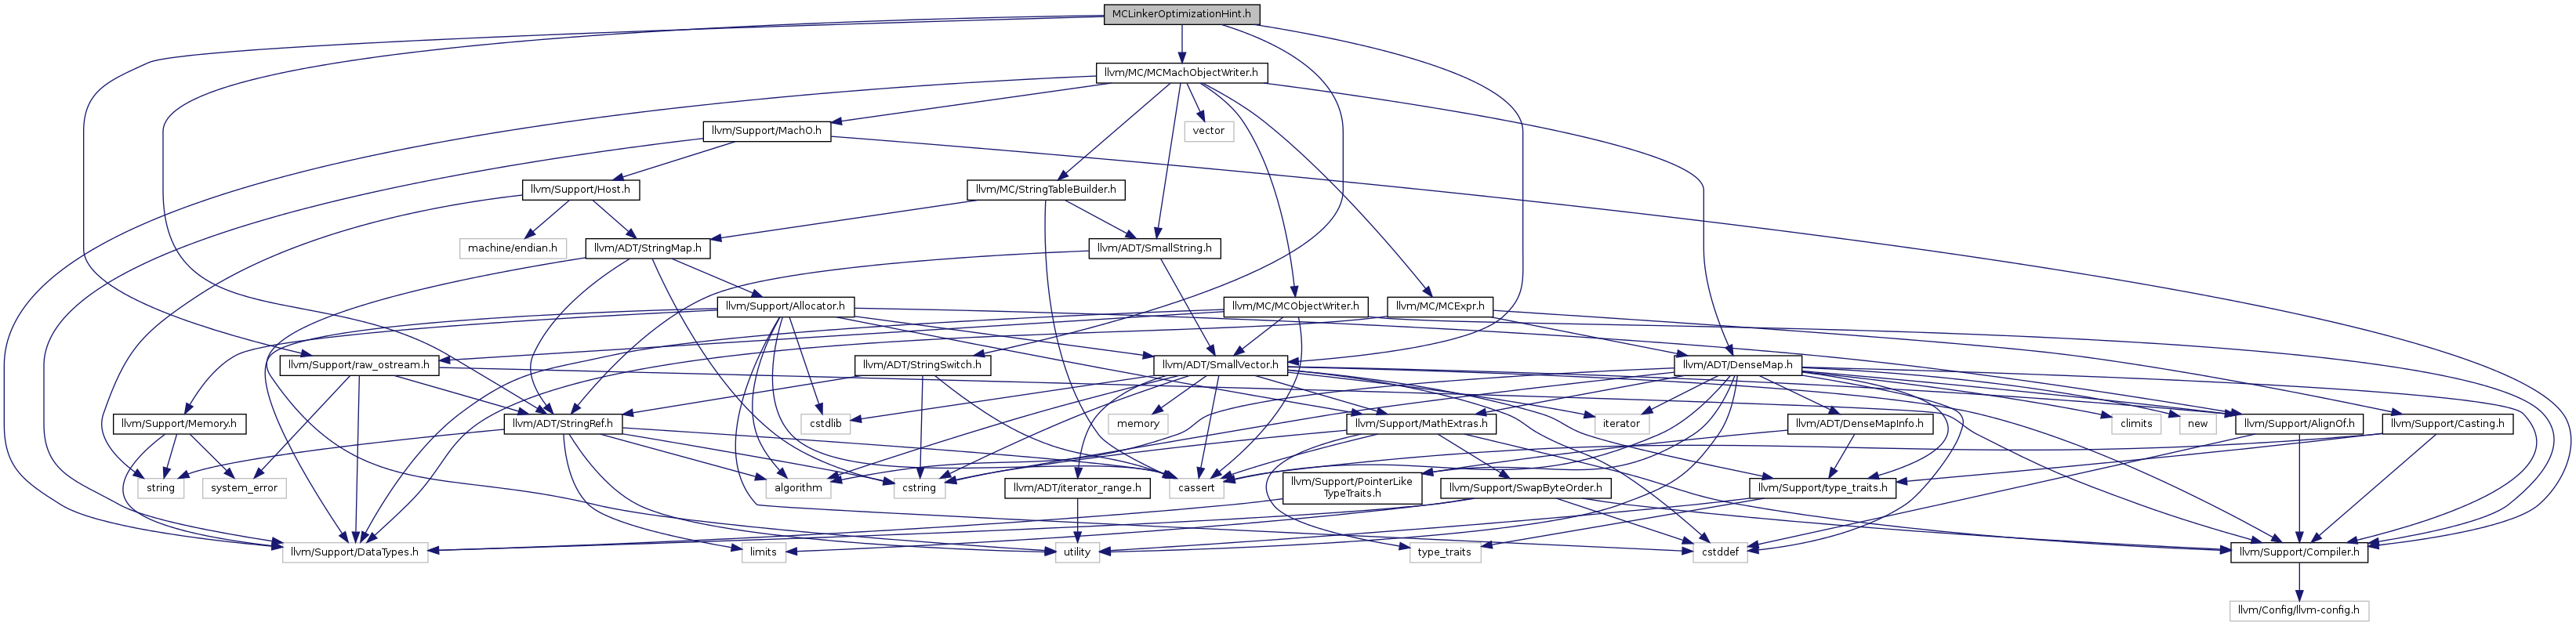 MCLinkerOptimizationHint.h
llvm/MC/MCMachObjectWriter.h
llvm/Support/MachO.h
vector
llvm/Support/Host.h
llvm/MC/StringTableBuilder.h
machine/endian.h
llvm/ADT/StringMap.h
llvm/ADT/SmallString.h
llvm/Support/Allocator.h
llvm/MC/MCObjectWriter.h
llvm/MC/MCExpr.h
llvm/Support/raw_ostream.h
llvm/ADT/StringSwitch.h
llvm/ADT/SmallVector.h
llvm/ADT/DenseMap.h
llvm/Support/Memory.h
llvm/ADT/StringRef.h
cstdlib
memory
llvm/Support/MathExtras.h
iterator
llvm/ADT/DenseMapInfo.h
climits
new
llvm/Support/AlignOf.h
llvm/Support/Casting.h
string
system_error
algorithm
cstring
llvm/ADT/iterator_range.h
cassert
llvm/Support/PointerLike
TypeTraits.h
llvm/Support/SwapByteOrder.h
llvm/Support/type_traits.h
llvm/Support/DataTypes.h
limits
utility
type_traits
cstddef
llvm/Support/Compiler.h
llvm/Config/llvm-config.h